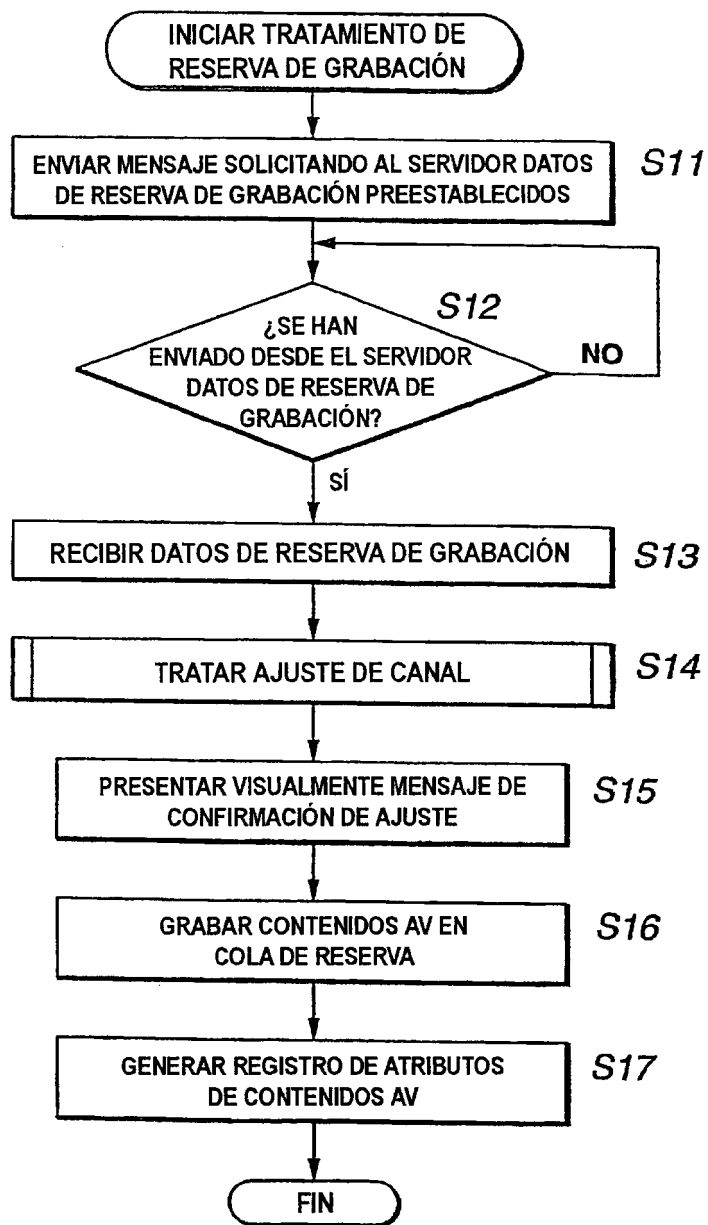 INICIAR TRATAMIENTO DE
RESERVA DE GRABACIÓN
ENVIAR MENSAJE SOLICITANDO AL SERVIDOR DATOS
DE RESERVA DE GRABACIÓN PREESTABLECIDOS
S11
S12
¿SE HAN
ENVIADO DESDE EL SERVIDOR
DATOS DE RESERVA DE
GRABACIÓN?
NO
SÍ
RECIBIR DATOS DE RESERVA DE GRABACIÓN
S13
TRATAR AJUSTE DE CANAL
S14
PRESENTAR VISUALMENTE MENSAJE DE
CONFIRMACIÓN DE AJUSTE
S15
GRABAR CONTENIDOS AV EN
COLA DE RESERVA
S16
GENERAR REGISTRO DE ATRIBUTOS
DE CONTENIDOS AV
S17
FIN